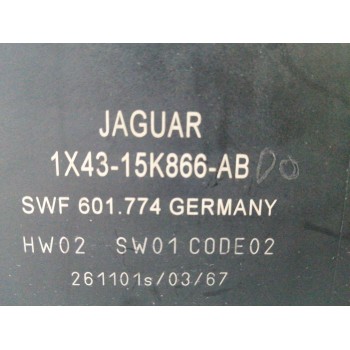 JAGUAR
1X43-15K866-AB
SWF 601.774 GERMANY
HW02 SW01 CODE02
261101s/03/67